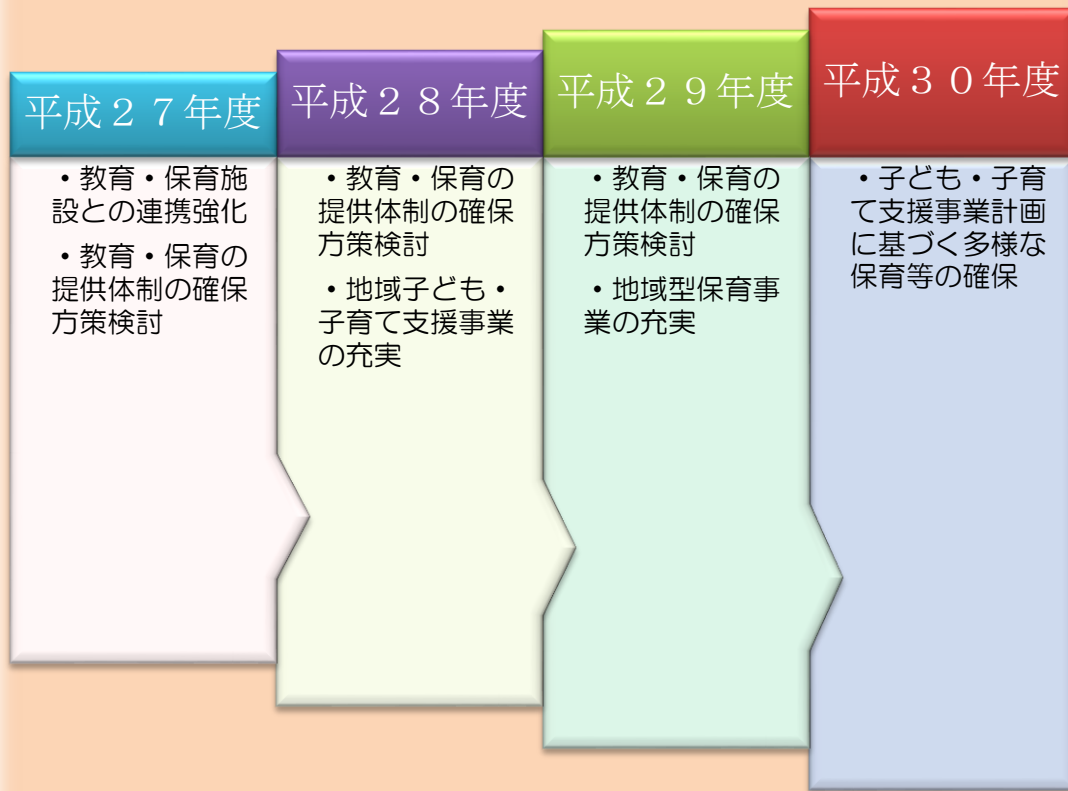 平成２７年度
・教育・保育施
設との連携強化
・教育・保育の
提供体制の確保
方策検討
平成２８年度
・教育・保育の
提供体制の確保
方策検討
・地域子ども・
子育て支援事業
の充実
平成２９年度
・教育・保育の
提供体制の確保
方策検討
・地域型保育事
業の充実
平成３０年度
・子ども・子育
て支援事業計画
に基づく多様な
保育等の確保